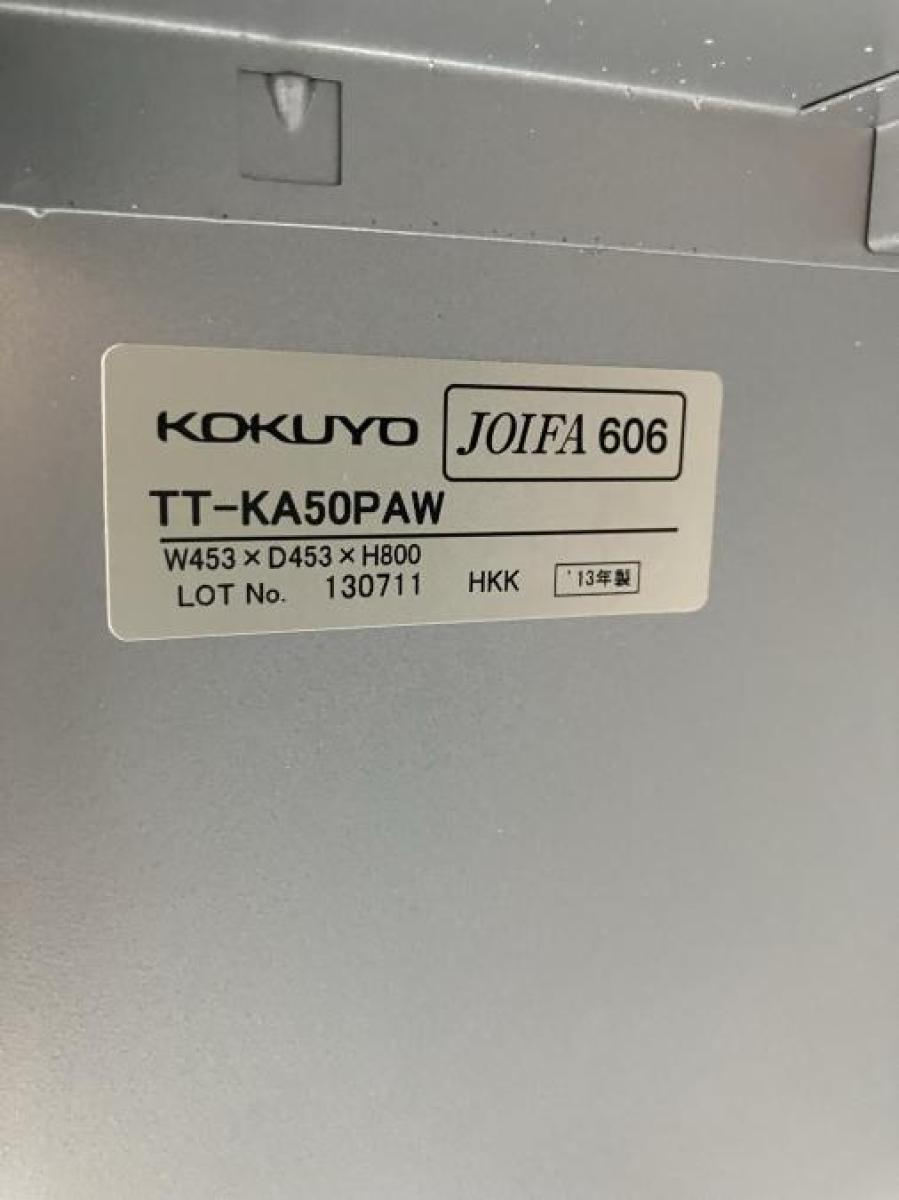 KOKUYO JOIFA 606
TT-KA50PAW
W453×D453×H800
LOT No. 130711 HKK '13年製